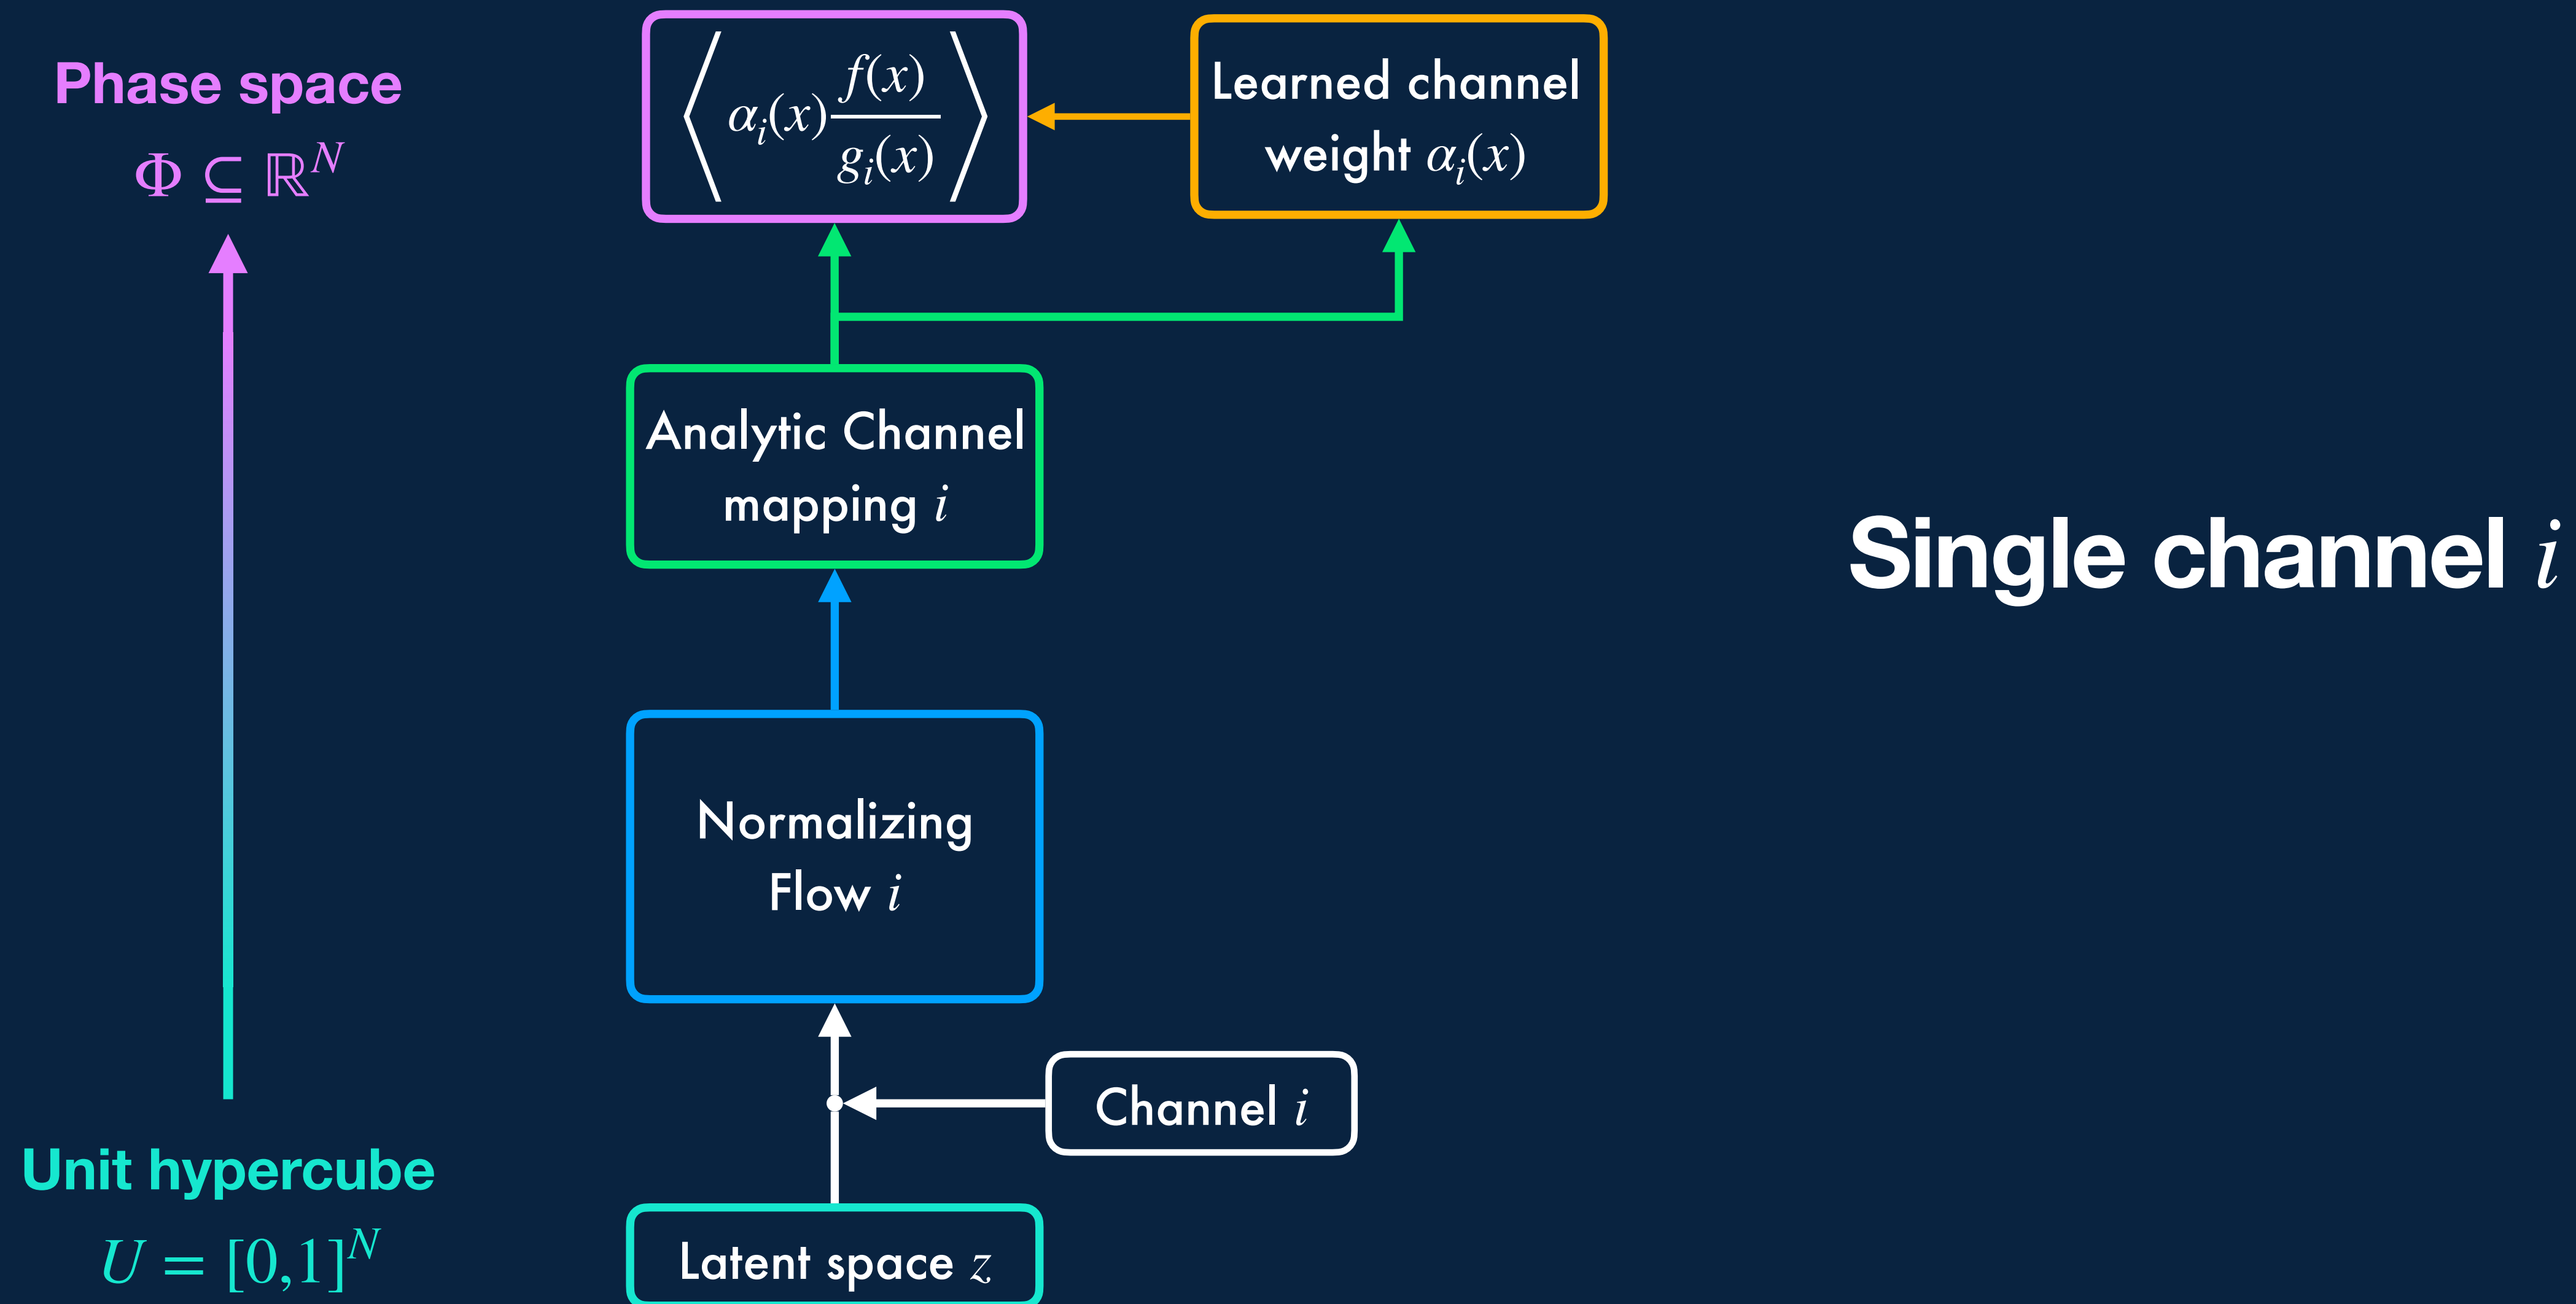 Phase space
Φ ⊆ ℝ^N
⟨ α_i(x) f(x)/g_i(x) ⟩
Learned channel
weight α_i(x)
Analytic Channel
mapping i
Single channel i
Normalizing
Flow i
Channel i
Unit hypercube
U = [0,1]^N
Latent space z